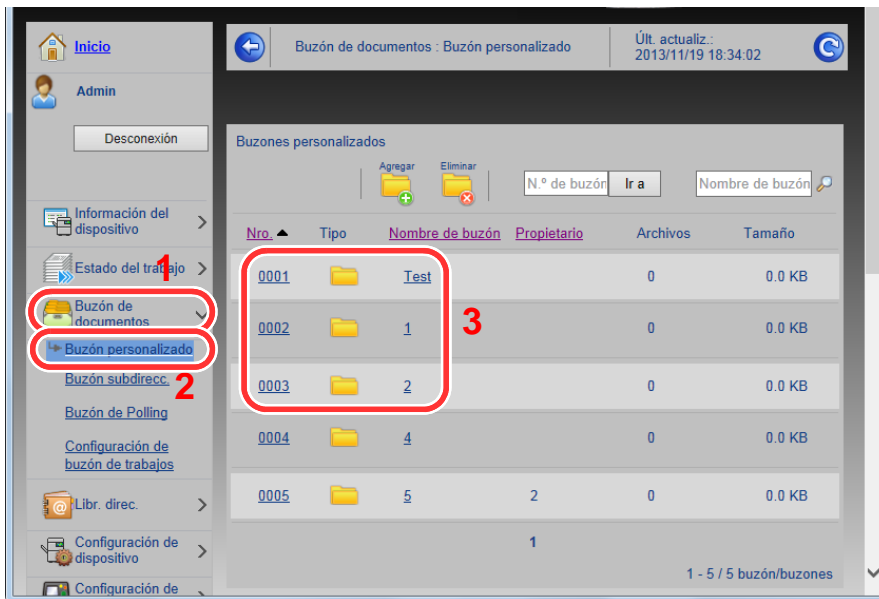 Inicio
Admin
Desconexión
Información del
dispositivo
Estado del trabajo
1
Buzón de
documentos
Buzón personalizado
2
Buzón subdirecc.
Buzón de Polling
Configuración de
buzón de trabajos
Libr. direc.
Configuración de
dispositivo
Configuración de
Buzón de documentos : Buzón personalizado
Últ. actualiz.:
2013/11/19 18:34:02
Buzones personalizados
Agregar Eliminar
N.º de buzón Ir a Nombre de buzón
Nro. Tipo Nombre de buzón Propietario Archivos Tamaño
0001 Test 0 0.0 KB
0002 1 0 0.0 KB
3
0003 2 0 0.0 KB
0004 4 0 0.0 KB
0005 5 2 0 0.0 KB
1
1 - 5 / 5 buzón/buzones